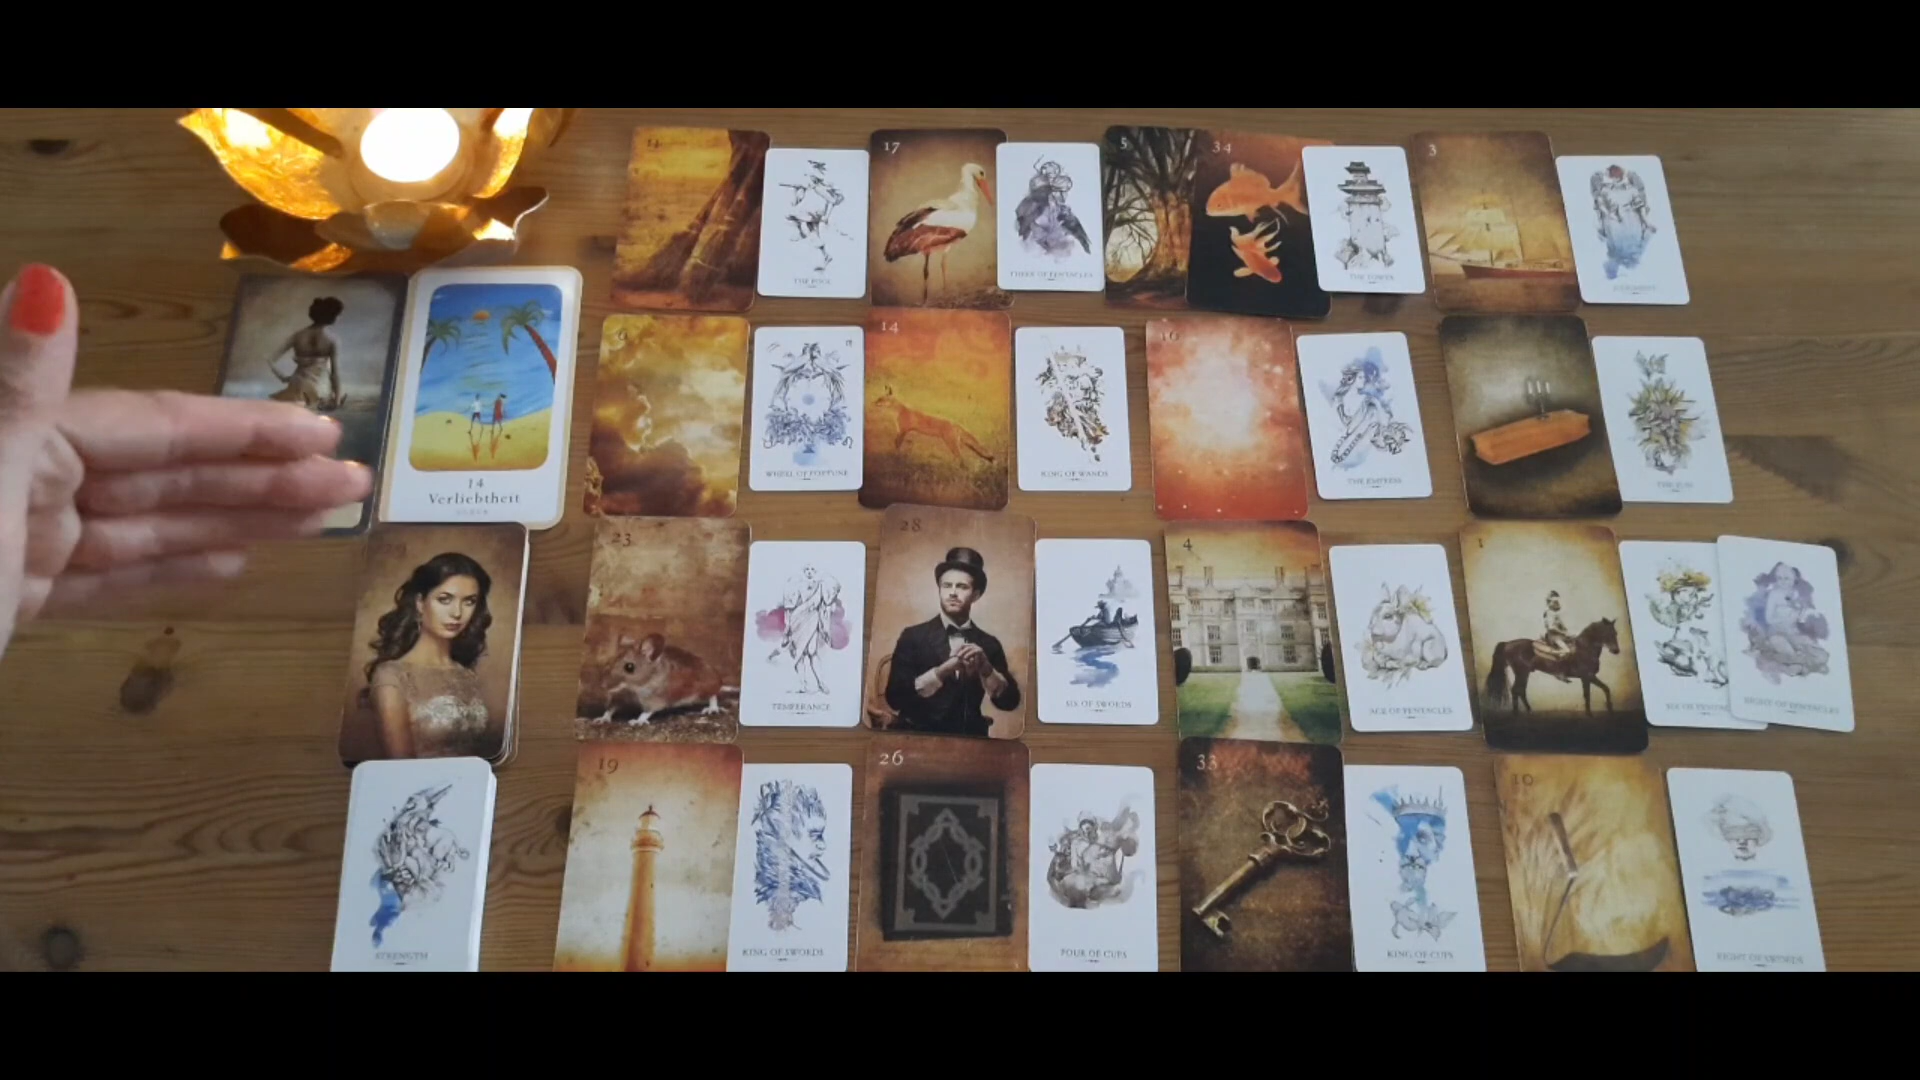 17
5
34
3
THE FOOL
THREE OF PENTACLES
THE TOWER
JUDGEMENT
14
16
WHEEL OF FORTUNE
KING OF WANDS
THE EMPRESS
THE SUN
14
Verliebtheit
23
28
4
1
TEMPERANCE
SIX OF SWORDS
ACE OF PENTACLES
EIGHT OF PENTACLES
19
26
33
10
STRENGTH
KING OF SWORDS
FOUR OF CUPS
KING OF CUPS
EIGHT OF SWORDS